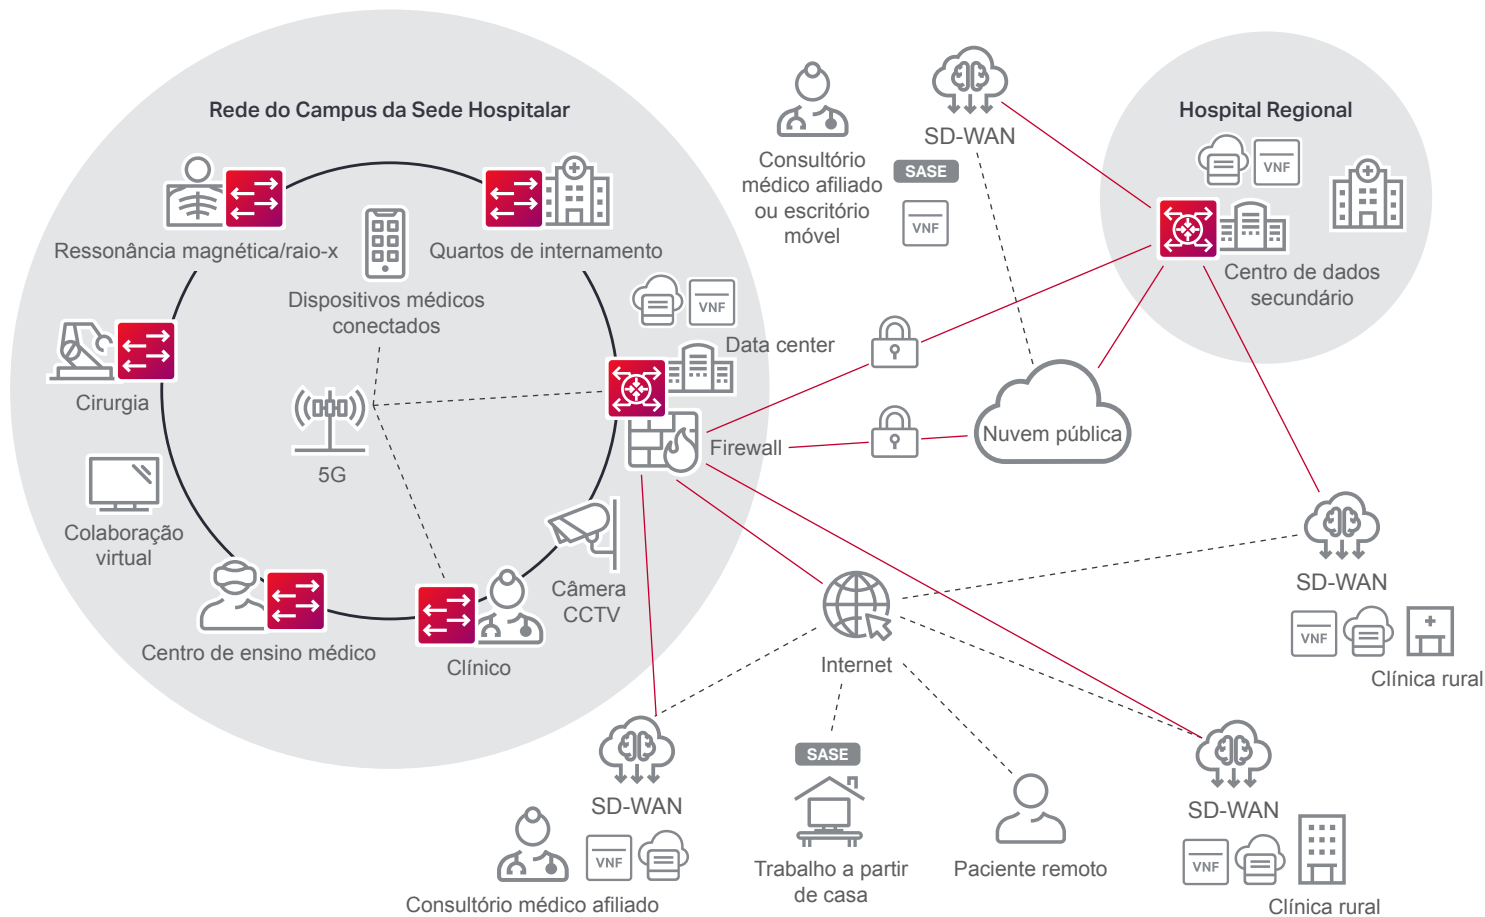 Rede do Campus da Sede Hospitalar
Ressonância magnética/raio-x
Quartos de internamento
Dispositivos médicos
conectados
VNF
Data center
Cirurgia
5G
Firewall
Colaboração
virtual
Câmera
CCTV
Centro de ensino médico
Clínico
Consultório
médico afiliado
ou escritório
móvel
SD-WAN
SASE
VNF
Hospital Regional
VNF
Centro de dados
secundário
Nuvem pública
SD-WAN
VNF
Clínica rural
Internet
SD-WAN
VNF
Consultório médico afiliado
SASE
Trabalho a partir
de casa
Paciente remoto
SD-WAN
VNF
Clínica rural